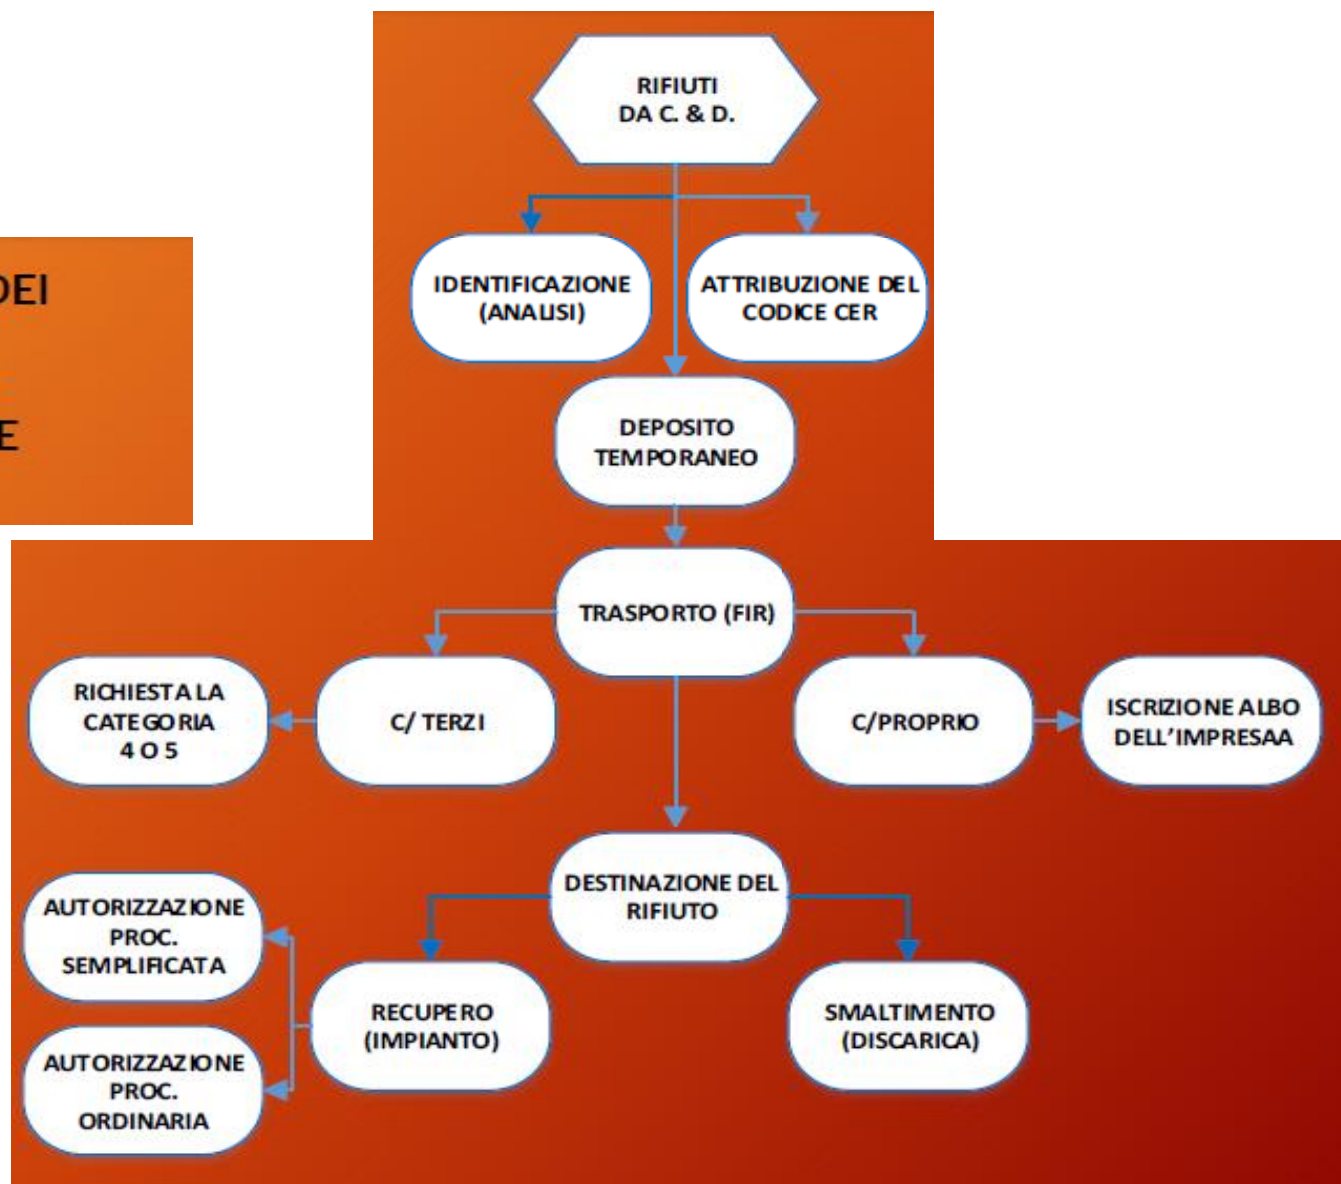 RIFIUTI
DA C. & D.
IDENTIFICAZIONE
(ANALISI)
ATTRIBUZIONE DEL
CODICE CER
DEI
E
DEPOSITO
TEMPORANEO
TRASPORTO (FIR)
RICHIESTA LA
CATEGORIA
4 O 5
C/ TERZI
C/PROPRIO
ISCRIZIONE ALBO
DELL'IMPRESAA
DESTINAZIONE DEL
RIFIUTO
AUTORIZZAZIONE
PROC.
SEMPLIFICATA
RECUPERO
(IMPIANTO)
SMALTIMENTO
(DISCARICA)
AUTORIZZAZIONE
PROC.
ORDINARIA